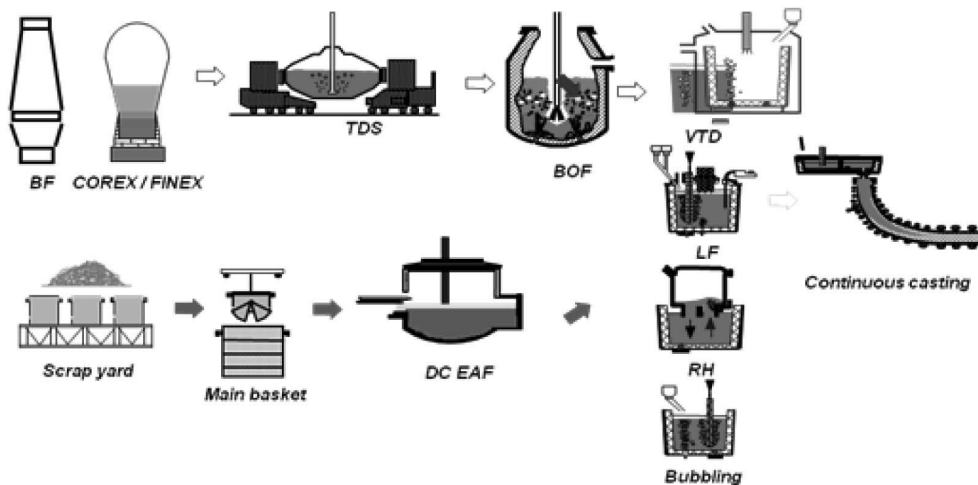 BF
COREX / FINEX
TDS
BOF
VTD
LF
Continuous casting
Scrap yard
Main basket
DC EAF
RH
Bubbling